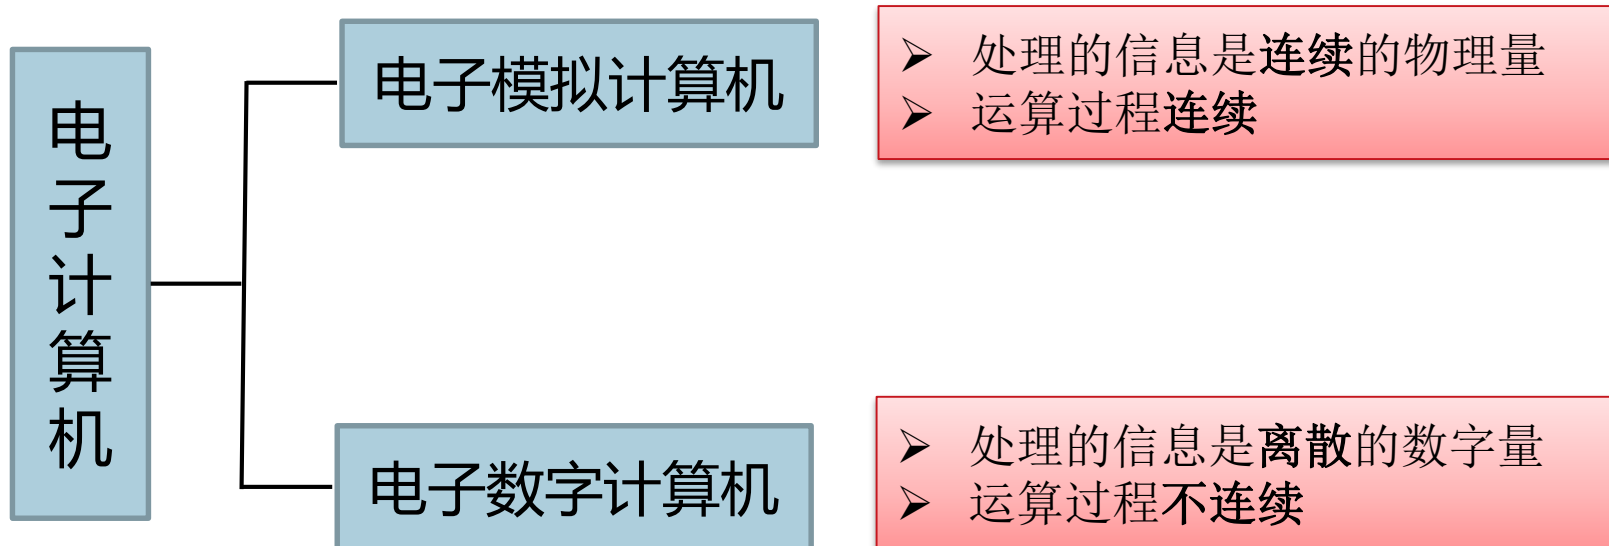 电子计算机
电子模拟计算机
➢ 处理的信息是连续的物理量
➢ 运算过程连续
电子数字计算机
➢ 处理的信息是离散的数字量
➢ 运算过程不连续